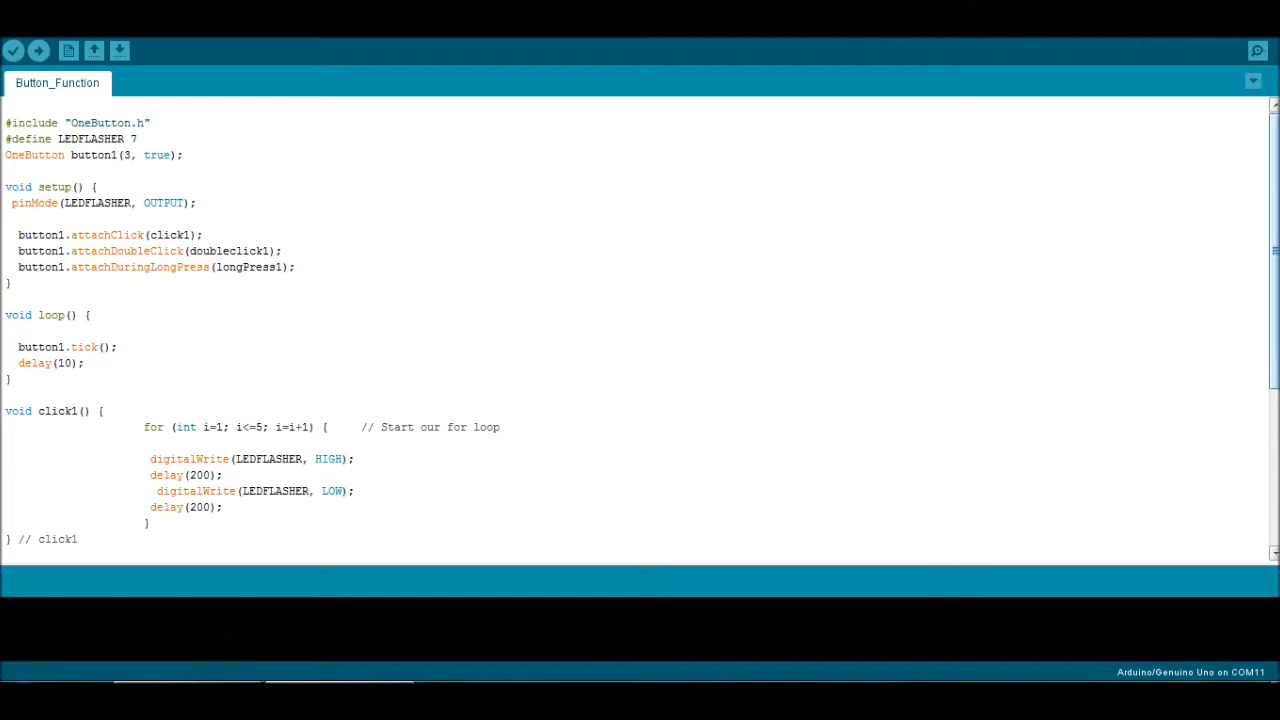 Button_Function
#include "OneButton.h"
#define LEDFLASHER 7
OneButton button1(3, true);
void setup() {
pinMode(LEDFLASHER, OUTPUT);
button1.attachClick(click1);
button1.attachDoubleClick(doubleclick1);
button1.attachDuringLongPress(longPress1);
}
void loop() {
button1.tick();
delay(10);
}
void click1() {
for (int i=1; i<=5; i=i+1) { // Start our for loop
digitalWrite(LEDFLASHER, HIGH);
delay(200);
digitalWrite(LEDFLASHER, LOW);
delay(200);
}
} // click1
Arduino/Genuino Uno on COM11